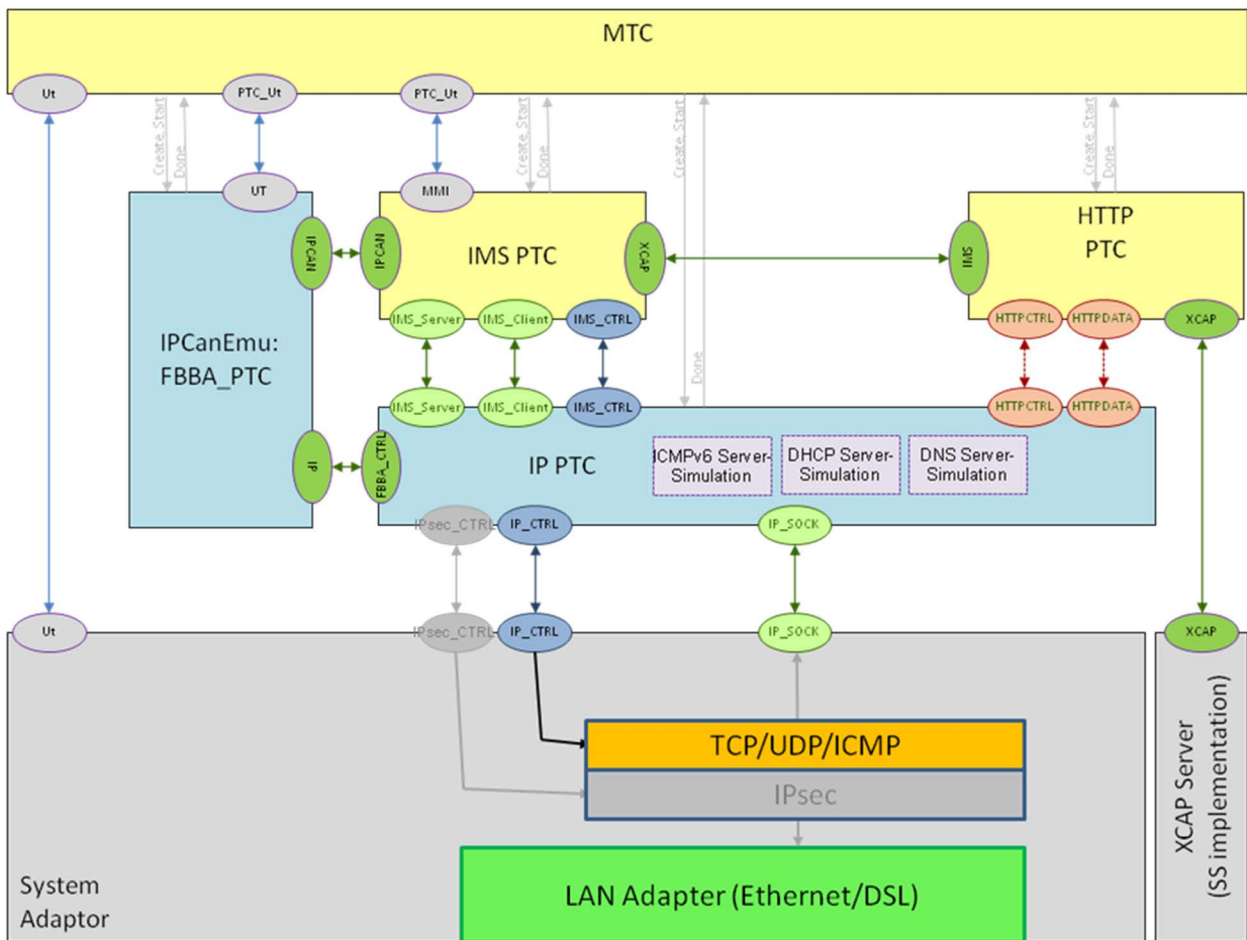 MTC
Ut
PTC_Ut
PTC_Ut
Create_Start
Done
Create_Start
Done
Create_Start
Done
Create_Start
Done
UT
MMI
IPCanEmu:
FBBA_PTC
IPCAN
IPCAN
IMS PTC
XCAP
SMI
HTTP
PTC
IMS_Server
IMS_Client
IMS_CTRL
HTTPCTRL
HTTPDATA
XCAP
IMS_Server
IMS_Client
IMS_CTRL
HTTPCTRL
HTTPDATA
IP
FBBA_CTRL
IP PTC
ICMPv6 Server-
Simulation
DHCP Server-
Simulation
DNS Server-
Simulation
IPsec_CTRL
IP_CTRL
IP_SOCK
Ut
IPsec_CTRL
IP_CTRL
IP_SOCK
XCAP
TCP/UDP/ICMP
IPsec
LAN Adapter (Ethernet/DSL)
System
Adaptor
XCAP Server
(SS implementation)